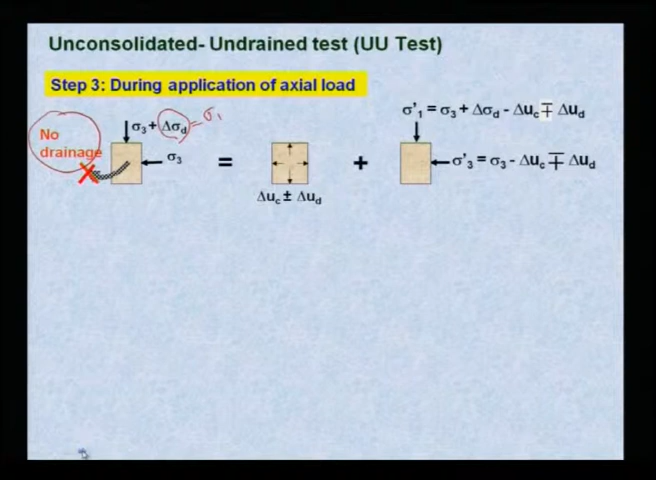 Unconsolidated- Undrained test (UU Test)
Step 3: During application of axial load
No
drainage
σ₃ + Δσd = σ₁
σ₃
=
Δuc ± Δud
+
σ'₁ = σ₃ + Δσd - Δuc ∓ Δud
σ'₃ = σ₃ - Δuc ∓ Δud